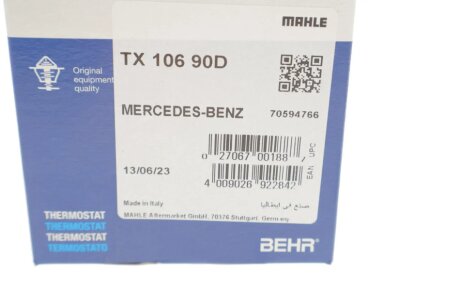 MAHLE
TX 106 90D
Original
equipment
quality
MERCEDES-BENZ
70594766
0 27067 00188
UPC
13/06/23
4 009026 922842
EAN
Made in Italy
صنع في ايطاليا
MAHLE Aftermarket GmbH, 70376 Stuttgart, Germany
THERMOSTAT
THERMOSTAT
THERMOSTAT
TERMOSTATO
BEHR